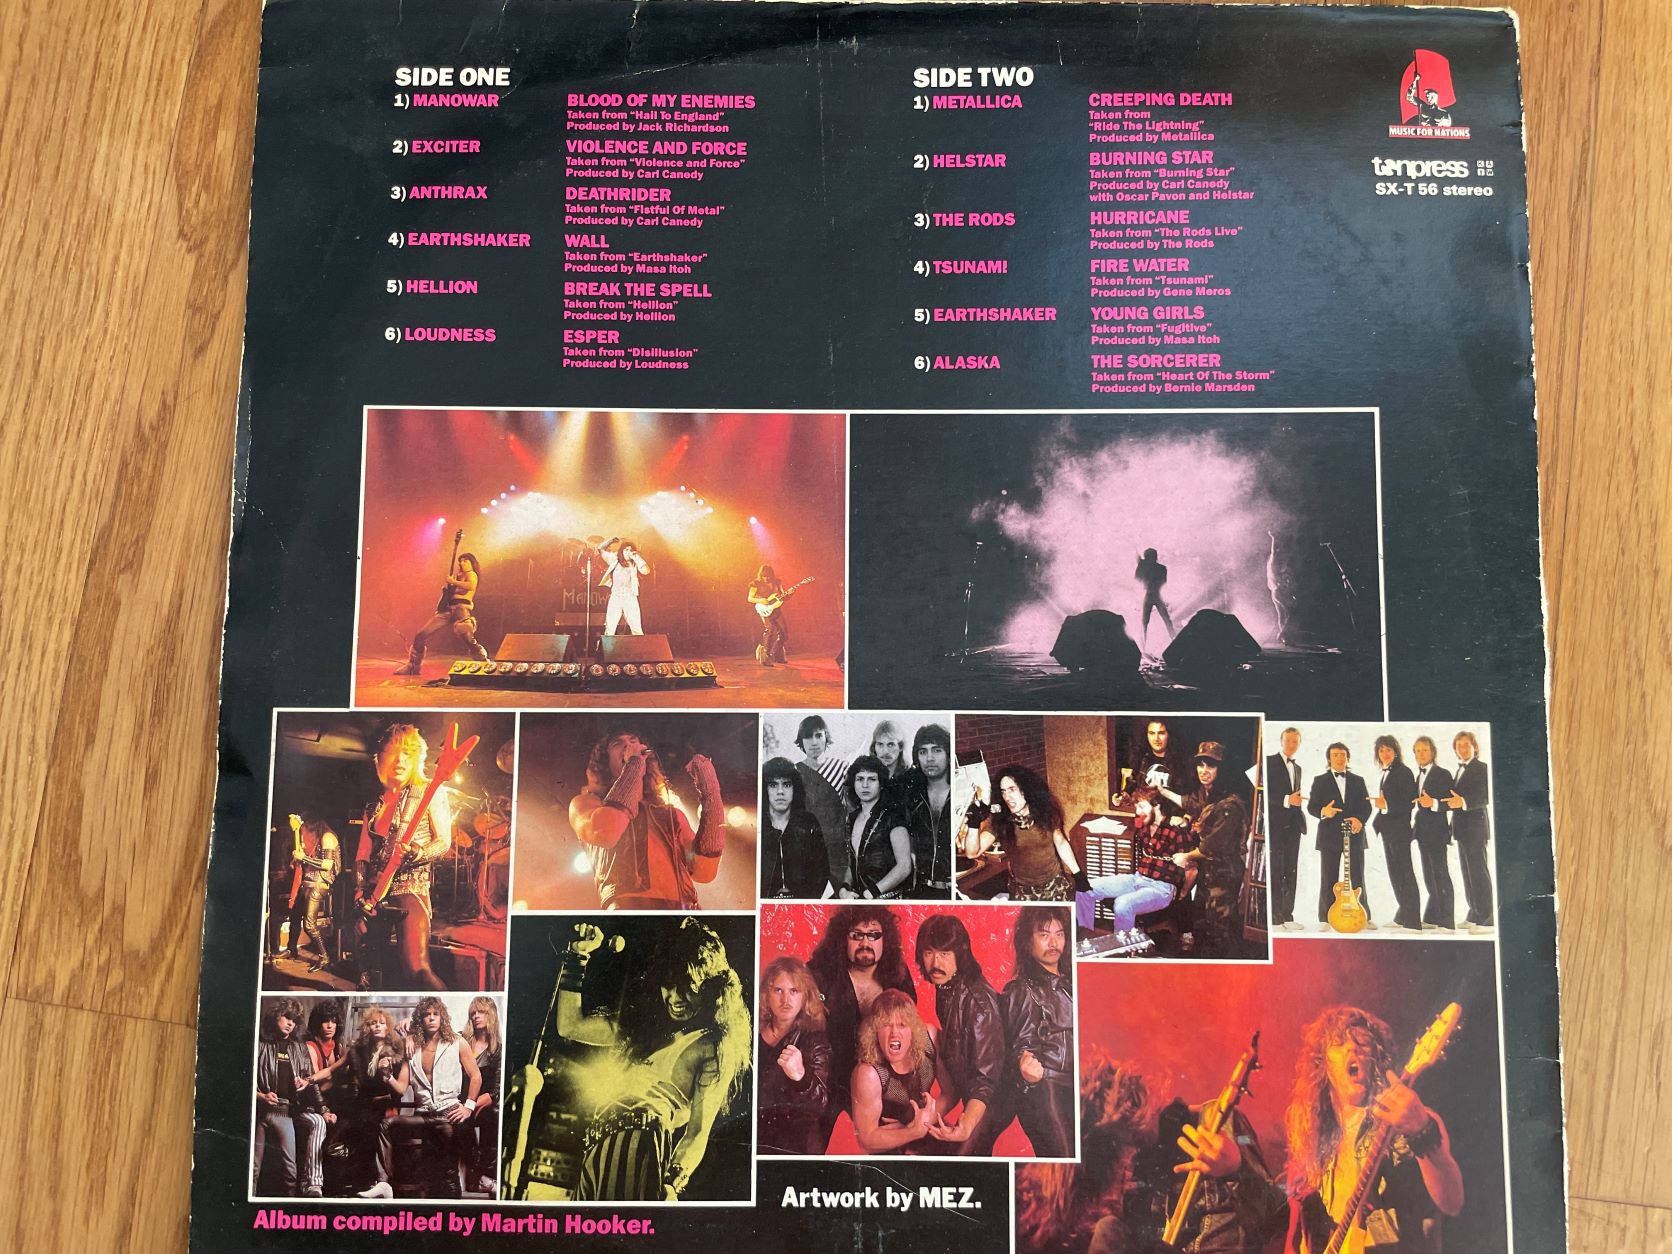 SIDE ONE
1) MANOWAR BLOOD OF MY ENEMIES
Taken from "Hail To England"
Produced by Jack Richardson
2) EXCITER VIOLENCE AND FORCE
Taken from "Violence and Force"
Produced by Carl Canedy
3) ANTHRAX DEATHRIDER
Taken from "Fistful Of Metal"
Produced by Carl Canedy
4) EARTHSHAKER WALL
Taken from "Earthshaker"
Produced by Masa Itoh
5) HELLION BREAK THE SPELL
Taken from "Hellion"
Produced by Hellion
6) LOUDNESS ESPER
Taken from "Disillusion"
Produced by Loudness
SIDE TWO
1) METALLICA CREEPING DEATH
Taken from
"Ride The Lightning"
Produced by Metallica
2) HELSTAR BURNING STAR
Taken from "Burning Star"
Produced by Carl Canedy
with Oscar Pavon and Helstar
3) THE RODS HURRICANE
Taken from "The Rods Live"
Produced by The Rods
4) TSUNAMI FIRE WATER
Taken from "Tsunami"
Produced by Gene Meros
5) EARTHSHAKER YOUNG GIRLS
Taken from "Fugitive"
Produced by Masa Itoh
6) ALASKA THE SORCERER
Taken from "Heart Of The Storm"
Produced by Bernie Marsden
MUSIC FOR NATIONS
tonpress
SX-T 56 stereo
MANOW
Artwork by MEZ.
Album compiled by Martin Hooker.